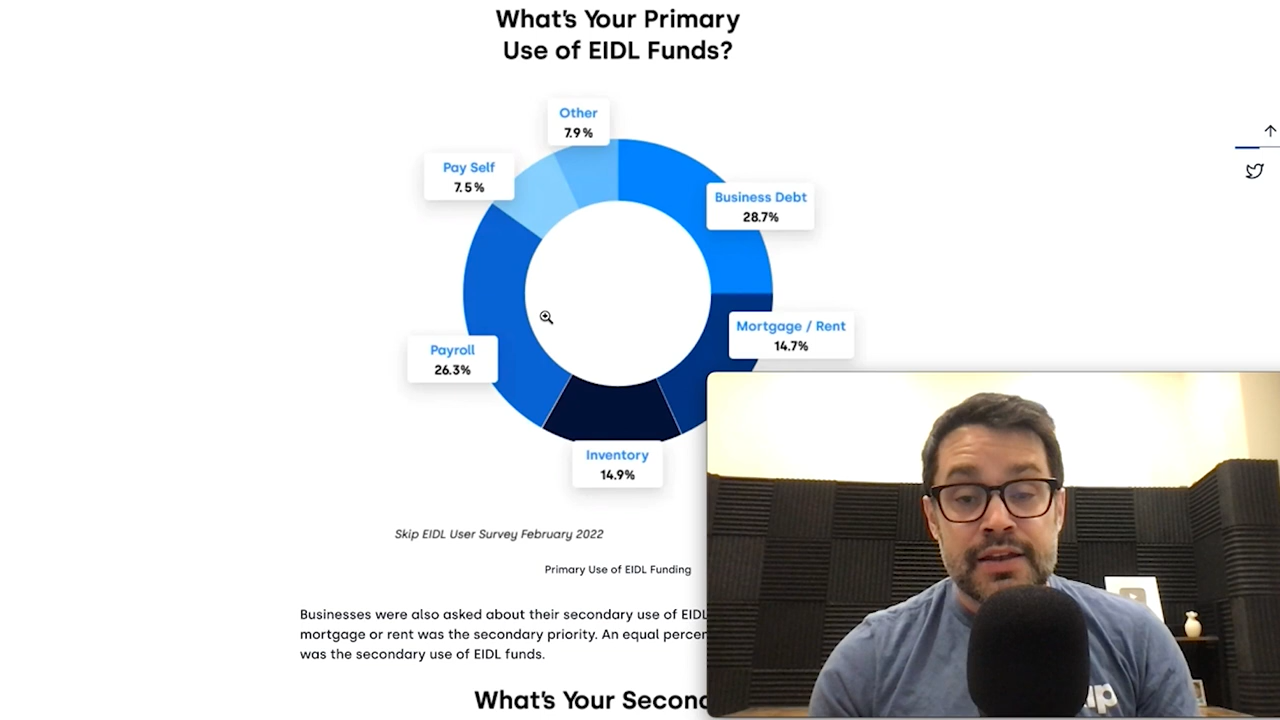 What's Your Primary
Use of EIDL Funds?
Other
7.9%
Pay Self
7.5%
Business Debt
28.7%
Mortgage / Rent
14.7%
Payroll
26.3%
Inventory
14.9%
Skip EIDL User Survey February 2022
Primary Use of EIDL Funding
Businesses were also asked about their secondary use of EIDL
mortgage or rent was the secondary priority. An equal
was the secondary use of EIDL funds.
What's Your